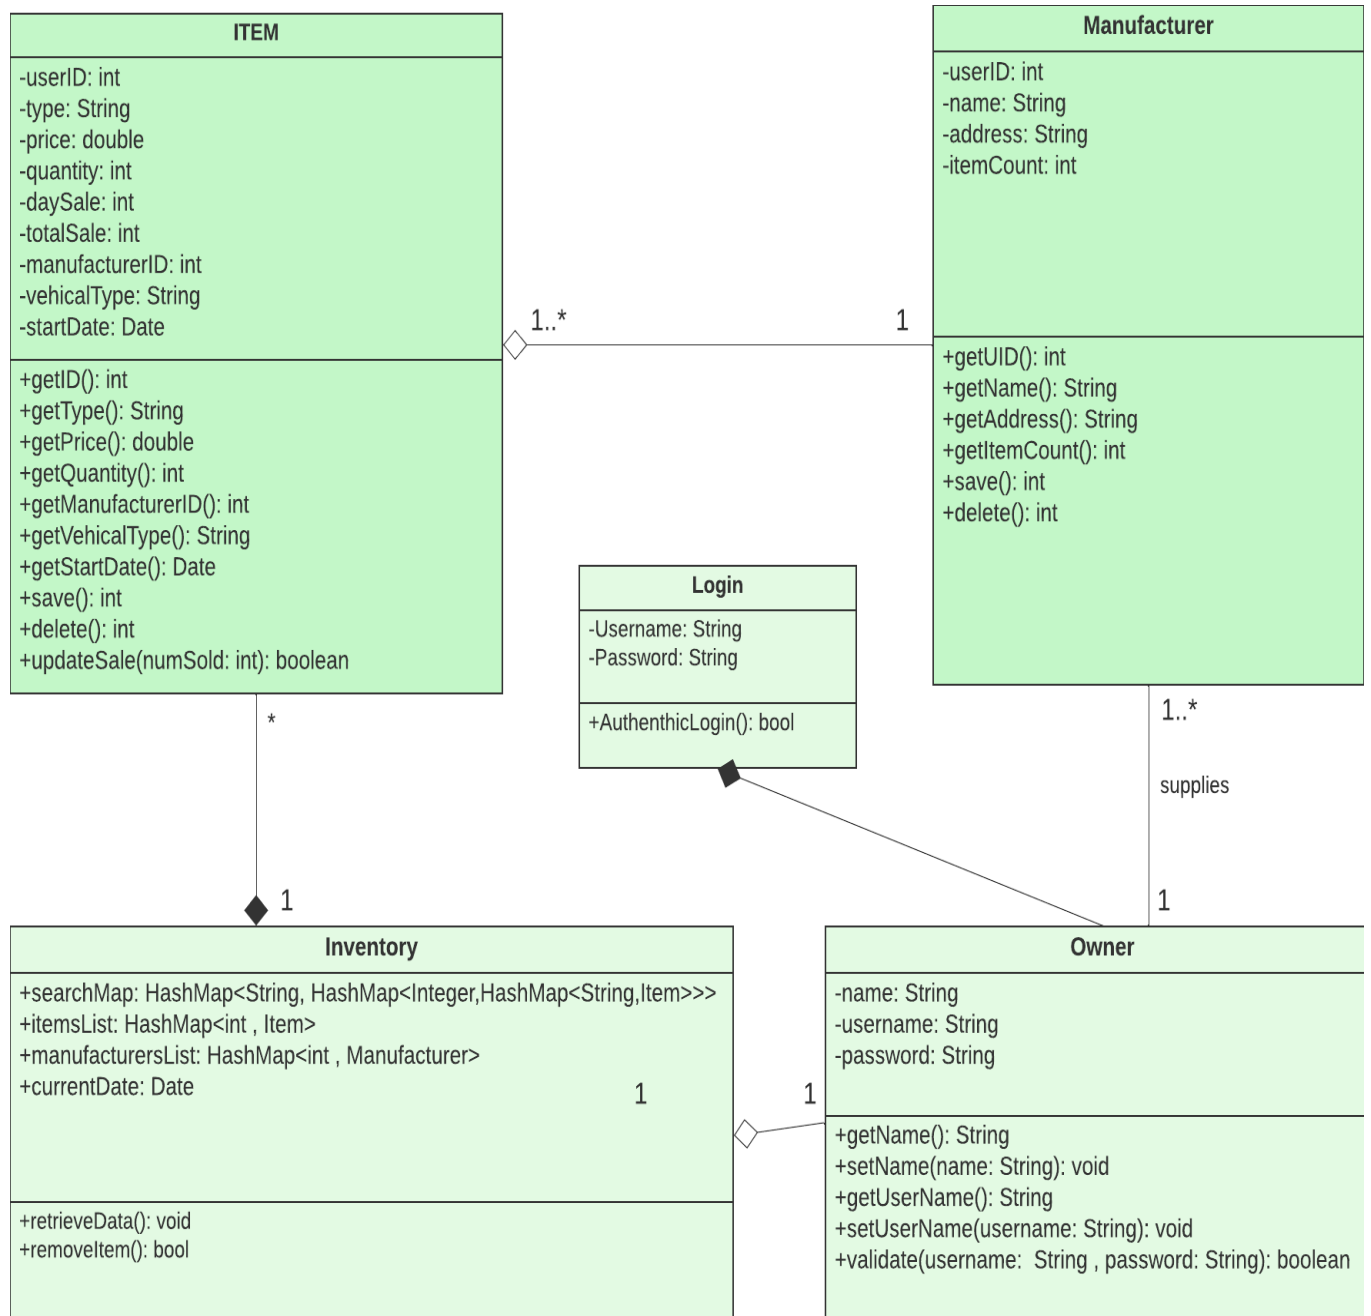 ITEM
-userID: int
-type: String
-price: double
-quantity: int
-daySale: int
-totalSale: int
-manufacturerID: int
-vehicalType: String
-startDate: Date
+getID(): int
+getType(): String
+getPrice(): double
+getQuantity(): int
+getManufacturerID(): int
+getVehicalType(): String
+getStartDate(): Date
+save(): int
+delete(): int
+updateSale(numSold: int): boolean
1..*
1
Manufacturer
-userID: int
-name: String
-address: String
-itemCount: int
+getUID(): int
+getName(): String
+getAddress(): String
+getItemCount(): int
+save(): int
+delete(): int
Login
-Username: String
-Password: String
+AuthenthicLogin(): bool
*
1
1..*
supplies
1
Inventory
+searchMap: HashMap<String, HashMap<Integer,HashMap<String,Item>>>
+itemsList: HashMap<int , Item>
+manufacturersList: HashMap<int , Manufacturer>
+currentDate: Date
1
1
+retrieveData(): void
+removeItem(): bool
Owner
-name: String
-username: String
-password: String
+getName(): String
+setName(name: String): void
+getUserName(): String
+setUserName(username: String): void
+validate(username:  String , password: String): boolean